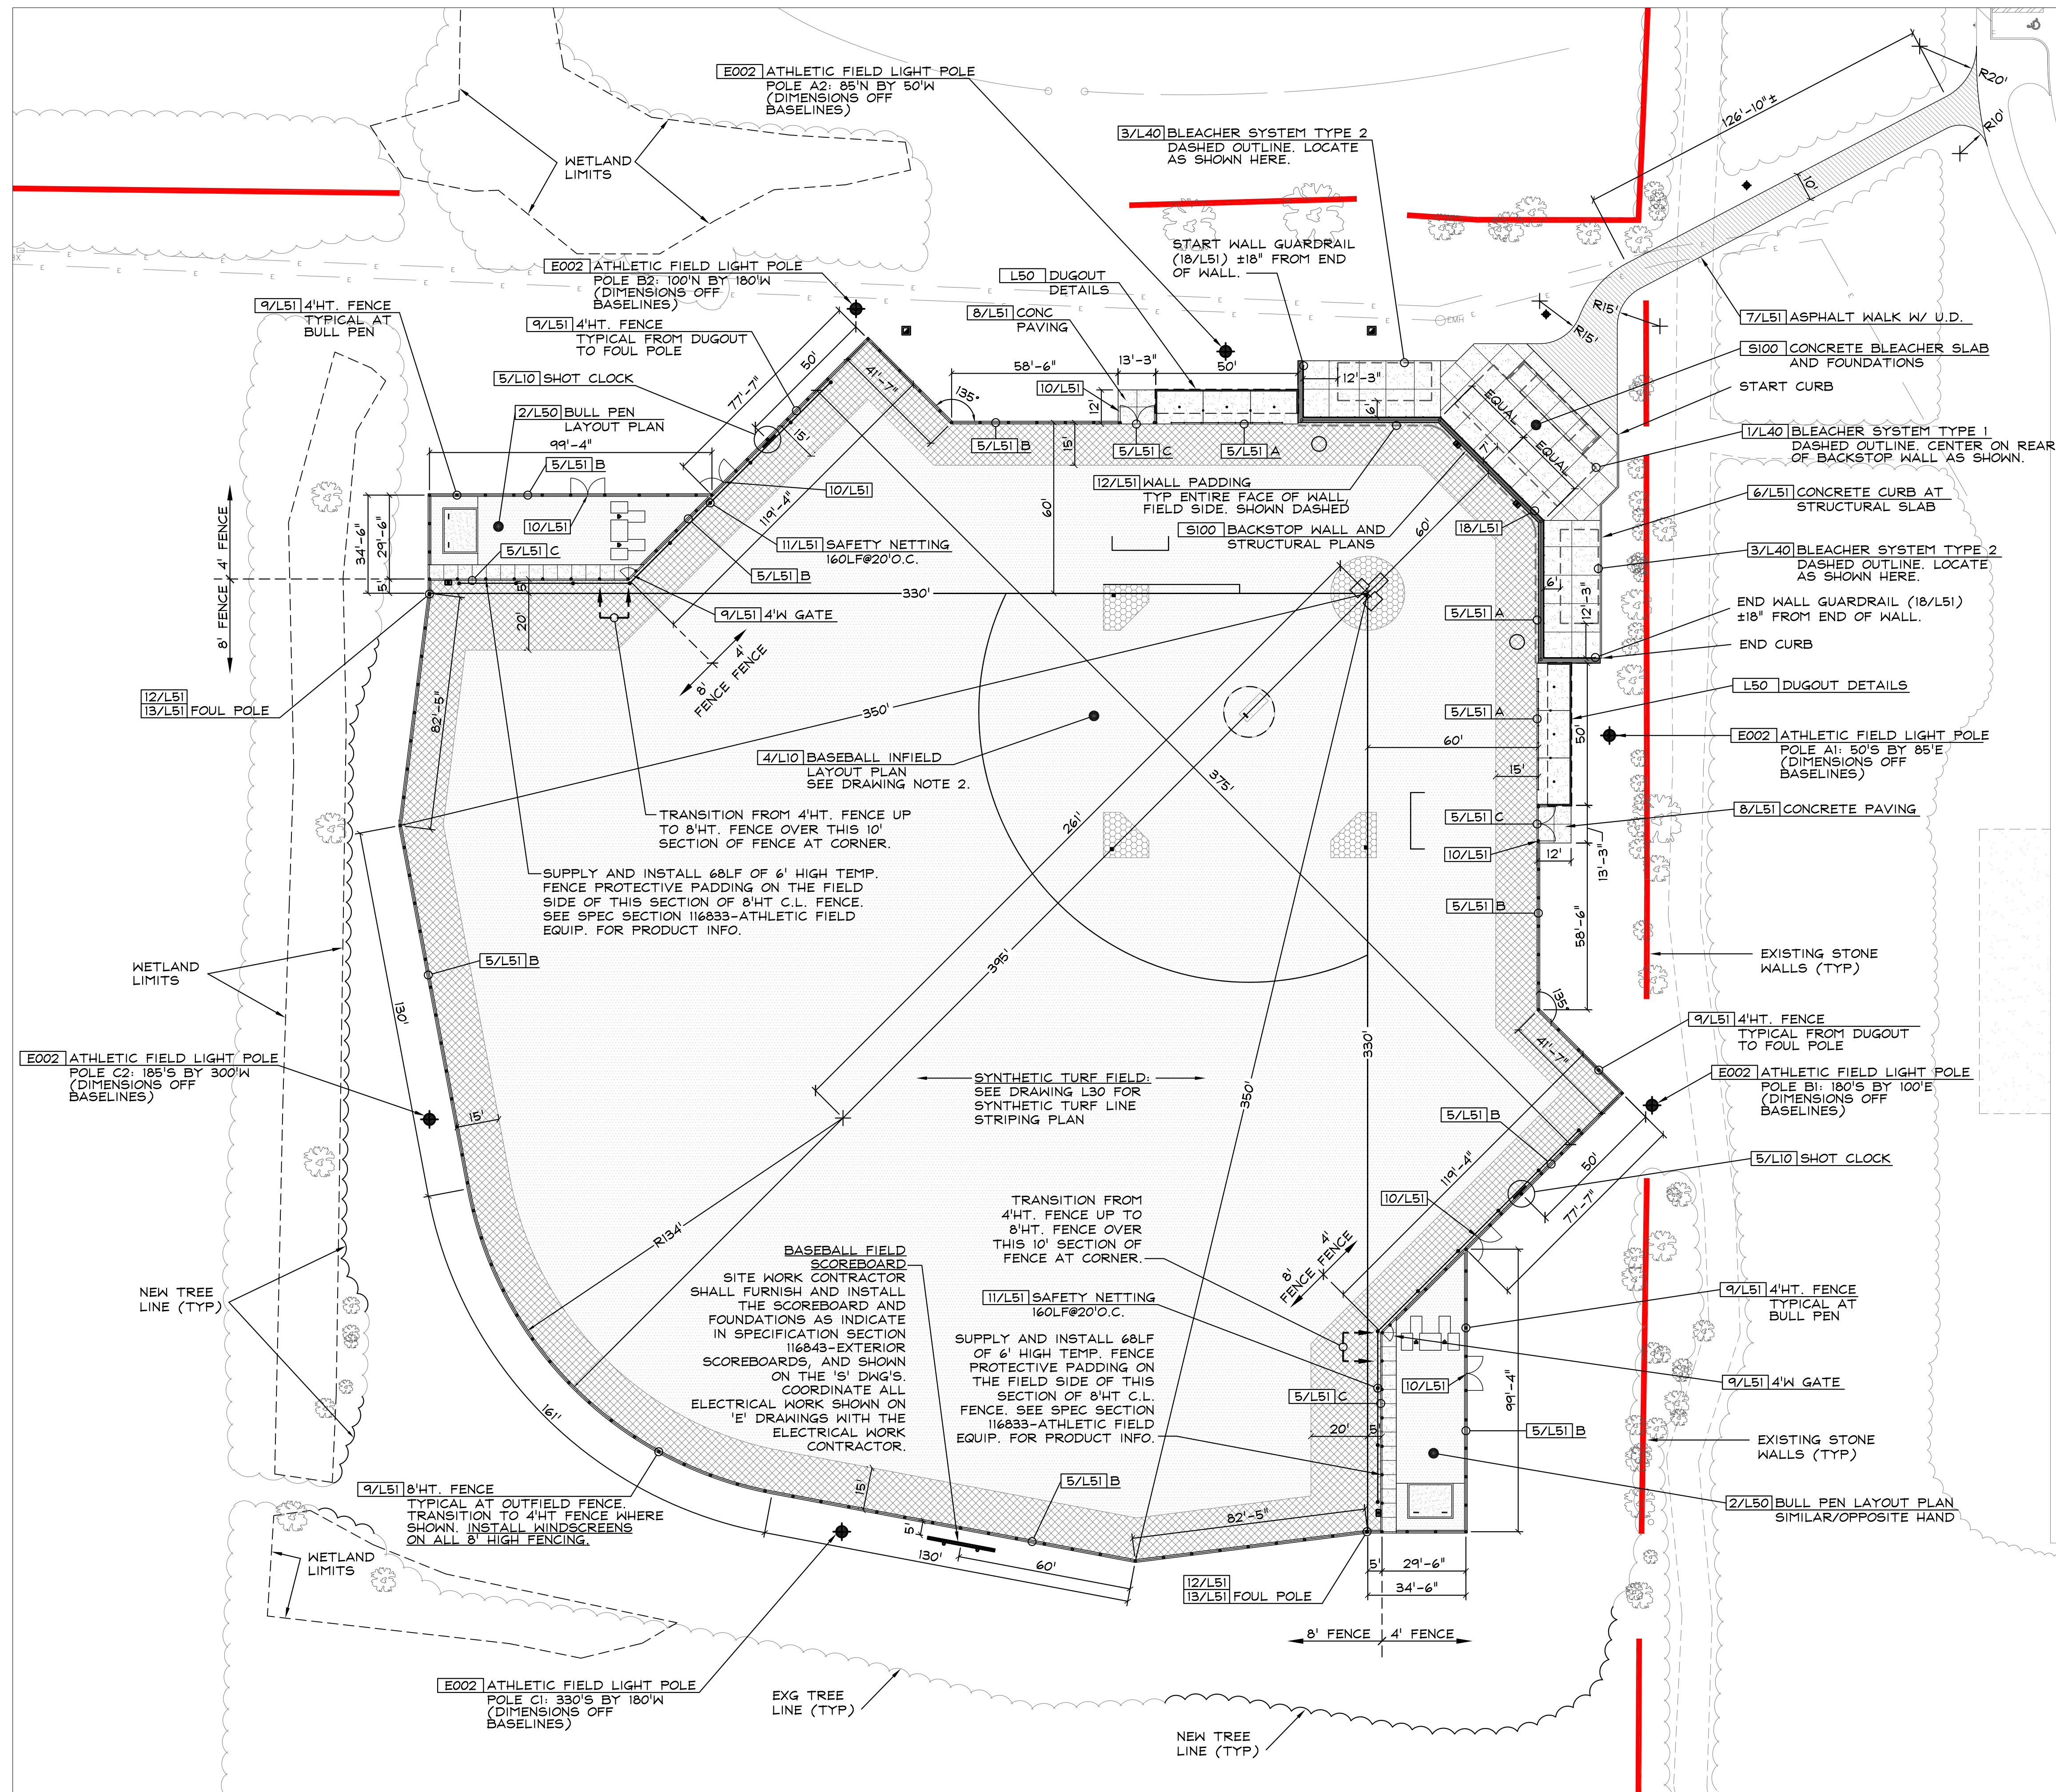 E002 ATHLETIC FIELD LIGHT POLE
POLE A2: 85'N BY 50'W
(DIMENSIONS OFF
BASELINES)
R20'
126'-10"±
R10'
10'
3/L40 BLEACHER SYSTEM TYPE 2
DASHED OUTLINE. LOCATE
AS SHOWN HERE.
WETLAND
LIMITS
START WALL GUARDRAIL
(18/L51) ±18" FROM END
OF WALL.
E002 ATHLETIC FIELD LIGHT POLE
POLE B2: 100'N BY 180'W
(DIMENSIONS OFF
BASELINES)
L50 DUGOUT
DETAILS
9/L51 4'HT. FENCE
TYPICAL AT
BULL PEN
9/L51 4'HT. FENCE
TYPICAL FROM DUGOUT
TO FOUL POLE
8/L51 CONC
PAVING
EMH
R15'
R15'
7/L51 ASPHALT WALK W/ U.D.
S100 CONCRETE BLEACHER SLAB
AND FOUNDATIONS
START CURB
5/L10 SHOT CLOCK
2/L50 BULL PEN
LAYOUT PLAN
99'-4"
5/L51 B
77'-7"
50'
41'-7"
15'
119'-4"
135°
58'-6"
13'-3"
50'
10/L51
12'
12'-3"
6'
5/L51 B
15'
5/L51 C
5/L51 A
EQUAL
EQUAL
7'
1/L40 BLEACHER SYSTEM TYPE 1
DASHED OUTLINE. CENTER ON REAR
OF BACKSTOP WALL AS SHOWN.
12/L51 WALL PADDING
TYP ENTIRE FACE OF WALL,
FIELD SIDE. SHOWN DASHED
6/L51 CONCRETE CURB AT
STRUCTURAL SLAB
S100 BACKSTOP WALL AND
STRUCTURAL PLANS
18/L51
60'
60'
10/L51
10/L51
5/L51 C
11/L51 SAFETY NETTING
160LF@20'O.C.
5/L51 B
9/L51 4'W GATE
8' FENCE 4' FENCE
34'-6"
29'-6"
5'
5'
20'
330'
3/L40 BLEACHER SYSTEM TYPE 2
DASHED OUTLINE. LOCATE
AS SHOWN HERE.
6'
12'-3"
5/L51 A
END WALL GUARDRAIL (18/L51)
±18" FROM END OF WALL.
END CURB
4'
FENCE
8'
FENCE
12/L51
13/L51 FOUL POLE
82'-5"
350'
5/L51 A
L50 DUGOUT DETAILS
60'
50'
15'
E002 ATHLETIC FIELD LIGHT POLE
POLE A1: 50'S BY 85'E
(DIMENSIONS OFF
BASELINES)
4/L10 BASEBALL INFIELD
LAYOUT PLAN
SEE DRAWING NOTE 2.
375'
261'
TRANSITION FROM 4'HT. FENCE UP
TO 8'HT. FENCE OVER THIS 10'
SECTION OF FENCE AT CORNER.
5/L51 C
10/L51
12'
13'-3"
8/L51 CONCRETE PAVING
SUPPLY AND INSTALL 68LF OF 6' HIGH TEMP.
FENCE PROTECTIVE PADDING ON THE FIELD
SIDE OF THIS SECTION OF 8'HT C.L. FENCE.
SEE SPEC SECTION 116833-ATHLETIC FIELD
EQUIP. FOR PRODUCT INFO.
5/L51 B
58'-6"
WETLAND
LIMITS
5/L51 B
395'
EXISTING STONE
WALLS (TYP)
130'
135°
330'
9/L51 4'HT. FENCE
TYPICAL FROM DUGOUT
TO FOUL POLE
41'-7"
E002 ATHLETIC FIELD LIGHT POLE
POLE C2: 185'S BY 300'W
(DIMENSIONS OFF
BASELINES)
SYNTHETIC TURF FIELD:
SEE DRAWING L30 FOR
SYNTHETIC TURF LINE
STRIPING PLAN
350'
E002 ATHLETIC FIELD LIGHT POLE
POLE B1: 180'S BY 100'E
(DIMENSIONS OFF
BASELINES)
15'
5/L51 B
119'-4"
50'
77'-7"
5/L10 SHOT CLOCK
10/L51
R134'
TRANSITION FROM
4'HT. FENCE UP TO
8'HT. FENCE OVER
THIS 10' SECTION OF
FENCE AT CORNER.
4'
FENCE
8'
FENCE
BASEBALL FIELD
SCOREBOARD
SITE WORK CONTRACTOR
SHALL FURNISH AND INSTALL
THE SCOREBOARD AND
FOUNDATIONS AS INDICATE
IN SPECIFICATION SECTION
116843-EXTERIOR
SCOREBOARDS, AND SHOWN
ON THE 'S' DWG'S.
COORDINATE ALL
ELECTRICAL WORK SHOWN ON
'E' DRAWINGS WITH THE
ELECTRICAL WORK
CONTRACTOR.
NEW TREE
LINE (TYP)
11/L51 SAFETY NETTING
160LF@20'O.C.
9/L51 4'HT. FENCE
TYPICAL AT
BULL PEN
SUPPLY AND INSTALL 68LF
OF 6' HIGH TEMP. FENCE
PROTECTIVE PADDING ON
THE FIELD SIDE OF THIS
SECTION OF 8'HT C.L.
FENCE. SEE SPEC SECTION
116833-ATHLETIC FIELD
EQUIP. FOR PRODUCT INFO.
9/L51 4'W GATE
10/L51
5/L51 C
99'-4"
20'
5'
5/L51 B
EXISTING STONE
WALLS (TYP)
161'
9/L51 8'HT. FENCE
TYPICAL AT OUTFIELD FENCE.
TRANSITION TO 4'HT FENCE WHERE
SHOWN. INSTALL WINDSCREENS
ON ALL 8' HIGH FENCING.
15'
5/L51 B
82'-5"
2/L50 BULL PEN LAYOUT PLAN
SIMILAR/OPPOSITE HAND
5'
130'
60'
WETLAND
LIMITS
5'
29'-6"
34'-6"
12/L51
13/L51 FOUL POLE
8' FENCE 4' FENCE
E002 ATHLETIC FIELD LIGHT POLE
POLE C1: 330'S BY 180'W
(DIMENSIONS OFF
BASELINES)
EXG TREE
LINE (TYP)
NEW TREE
LINE (TYP)